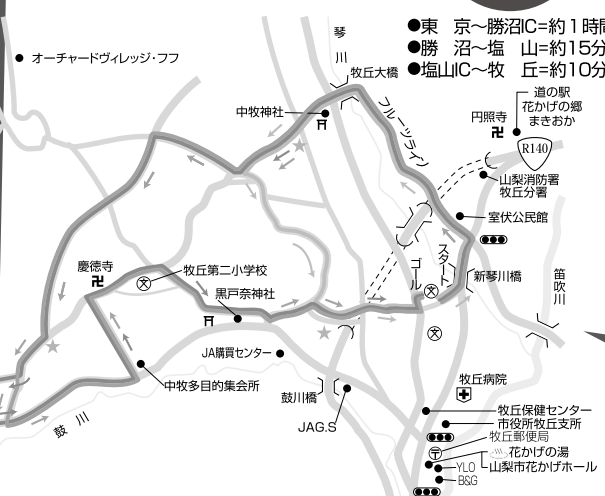 ●東　京～勝沼IC=約1時間
●勝　沼～塩　山=約15分
●塩山IC～牧　丘=約10分
琴川
オーチャードヴィレッジ・フフ
牧丘大橋
道の駅
花かげの郷
まきおか
中牧神社
円照寺
フルーツライン
R140
山梨消防署
牧丘分署
室伏公民館
慶徳寺
牧丘第二小学校
文
スタート
ゴール
新琴川橋
笛吹川
黒戸奈神社
文
文
JA購買センター
中牧多目的集会所
鼓川橋
牧丘病院
鼓川
JAG.S
牧丘保健センター
市役所牧丘支所
牧丘郵便局
花かげの湯
YLO
山梨市花かげホール
B&G